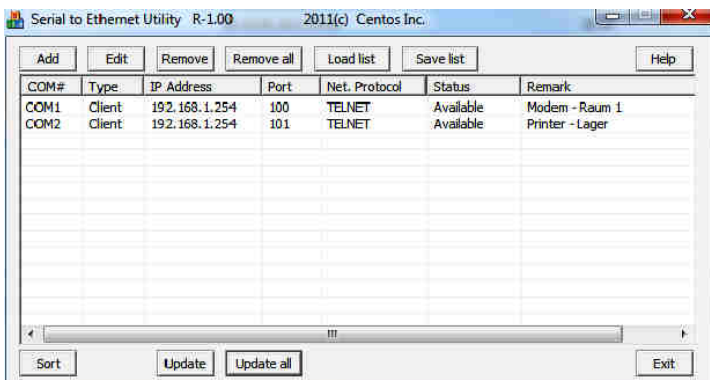 Serial to Ethernet Utility R-1.00 2011(c) Centos Inc.
Add Edit Remove Remove all Load list Save list Help
COM# Type IP Address Port Net. Protocol Status Remark
COM1 Client 192.168.1.254 100 TELNET Available Modem - Raum 1
COM2 Client 192.168.1.254 101 TELNET Available Printer - Lager
Sort Update Update all Exit